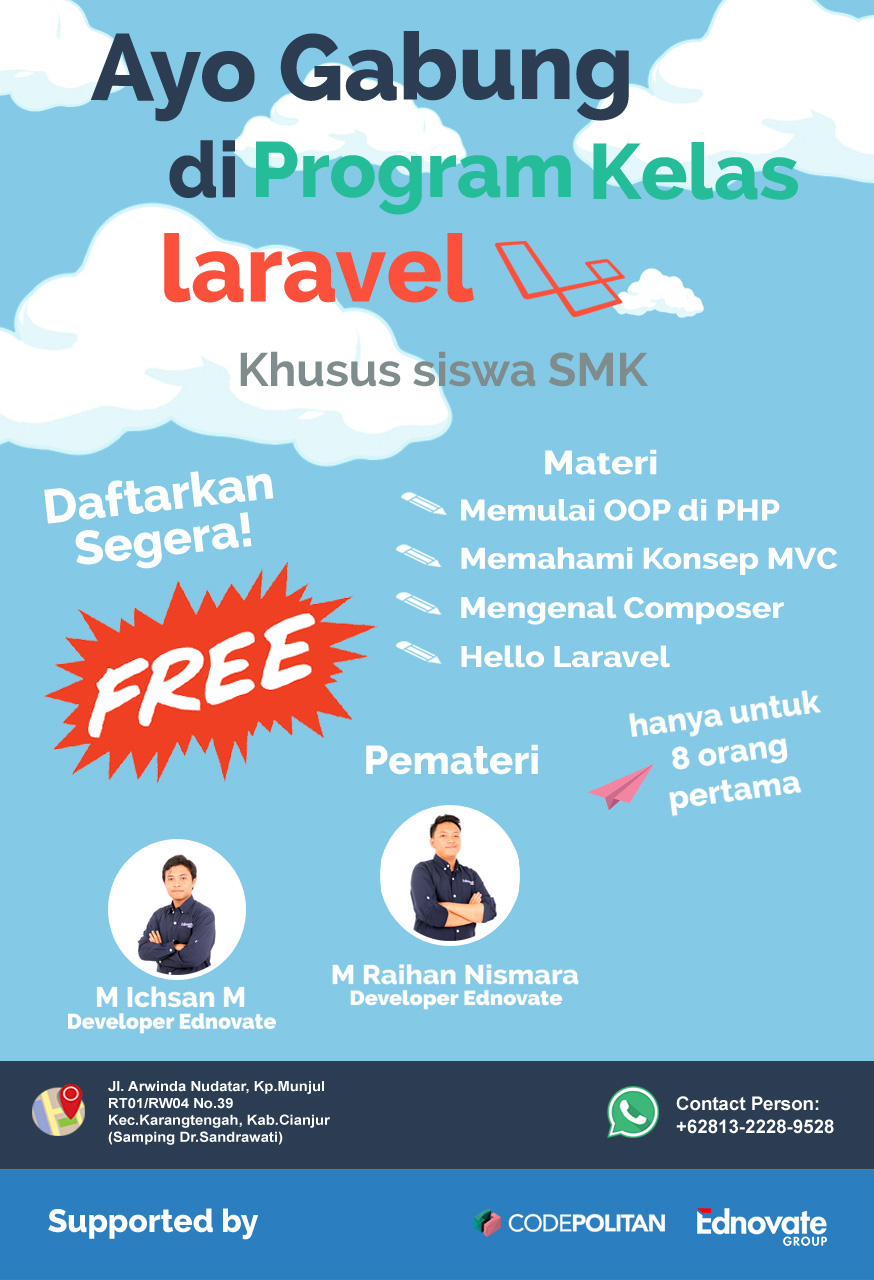 Ayo Gabung
di Program Kelas
laravel
Khusus siswa SMK
Daftarkan
Segera!
FREE
Materi
Memulai OOP di PHP
Memahami Konsep MVC
Mengenal Composer
Hello Laravel
hanya untuk
8 orang
pertama
Pemateri
M Ichsan M
Developer Ednovate
M Raihan Nismara
Developer Ednovate
Jl. Arwinda Nudatar, Kp.Munjul
RT01/RW04 No.39
Kec.Karangtengah, Kab.Cianjur
(Samping Dr.Sandrawati)
Contact Person:
+62813-2228-9528
Supported by
CODEPOLITAN
Ednovate
GROUP